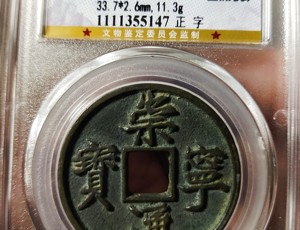 33.7*2.6mm,11.3g
1111355147 正字
文物鉴定委员会监制
崇
寧
通
寶